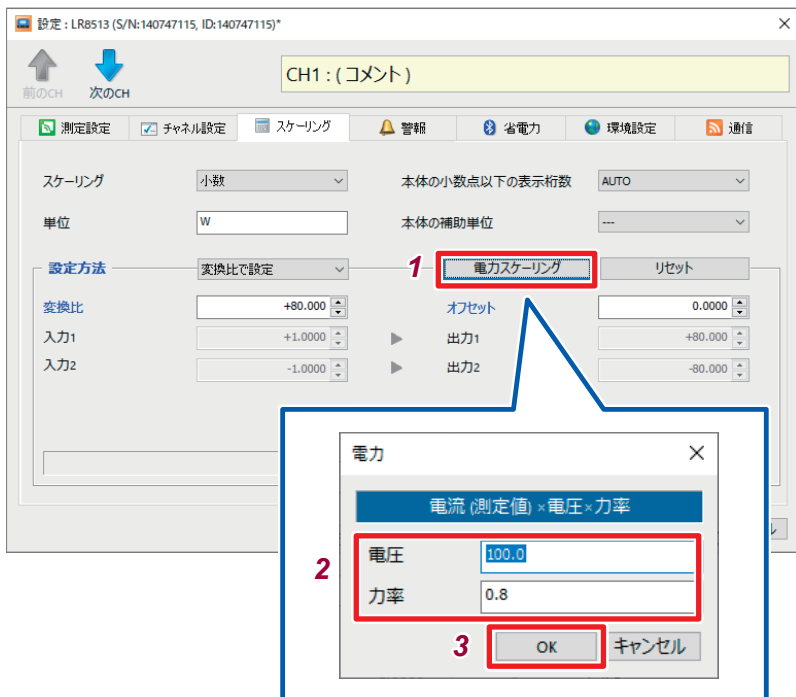 設定 : LR8513 (S/N:140747115, ID:140747115)*
前のCH 次のCH
CH1 : ( コメント )
測定設定 チャネル設定 スケーリング 警報 省電力 環境設定 通信
スケーリング 小数 本体の小数点以下の表示桁数 AUTO
単位 W 本体の補助単位 ---
設定方法 変換比で設定 1 電力スケーリング リセット
変換比 +80.000 オフセット 0.0000
入力1 +1.0000 出力1 +80.000
入力2 -1.0000 出力2 -80.000
電力
電流 (測定値) ×電圧×力率
2
電圧 100.0
力率 0.8
3 OK キャンセル
ル